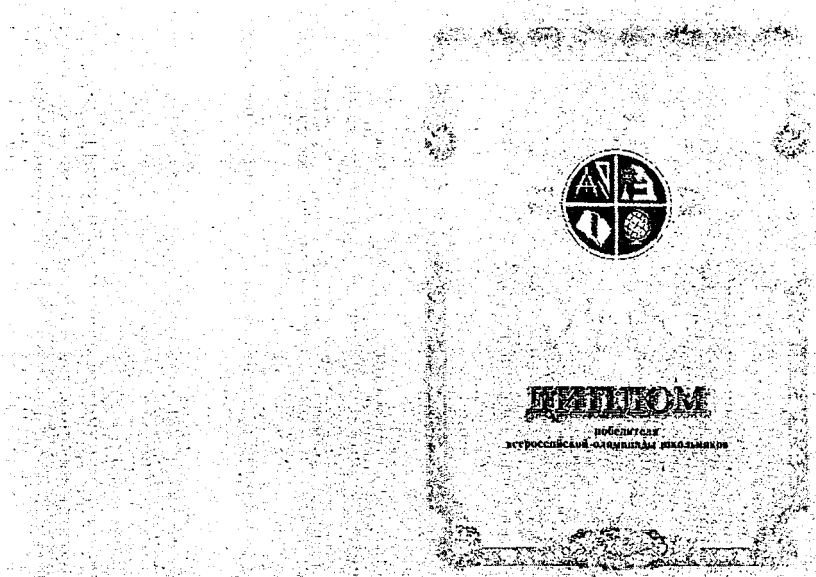 ДИПЛОМ
победителя
всероссийской олимпиады школьников